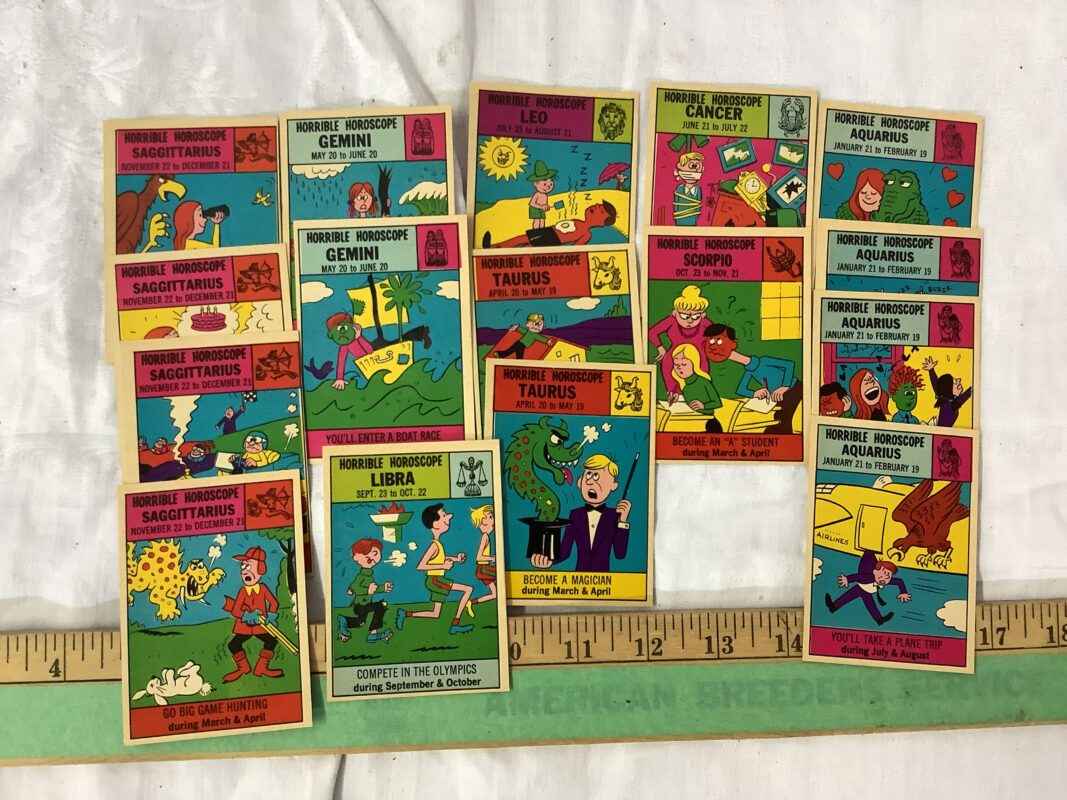 HORRIBLE HOROSCOPE
SAGGITTARIUS
NOVEMBER 22 to DECEMBER 21
HORRIBLE HOROSCOPE
SAGGITTARIUS
NOVEMBER 22 to DECEMBER 21
HORRIBLE HOROSCOPE
SAGGITTARIUS
NOVEMBER 22 to DECEMBER 21
HORRIBLE HOROSCOPE
SAGGITTARIUS
NOVEMBER 22 to DECEMBER 21
GO BIG GAME HUNTING
during March & April
HORRIBLE HOROSCOPE
GEMINI
MAY 20 to JUNE 20
HORRIBLE HOROSCOPE
GEMINI
MAY 20 to JUNE 20
YOU'LL ENTER A BOAT RACE
HORRIBLE HOROSCOPE
LIBRA
SEPT. 23 to OCT. 22
COMPETE IN THE OLYMPICS
during September & October
HORRIBLE HOROSCOPE
LEO
JULY 23 to AUGUST 21
Z
Z
Z
Z
HORRIBLE HOROSCOPE
TAURUS
APRIL 20 to MAY 19
HORRIBLE HOROSCOPE
TAURUS
APRIL 20 to MAY 19
BECOME A MAGICIAN
during March & April
HORRIBLE HOROSCOPE
CANCER
JUNE 21 to JULY 22
HORRIBLE HOROSCOPE
SCORPIO
OCT. 23 to NOV. 21
?
BECOME AN "A" STUDENT
during March & April
HORRIBLE HOROSCOPE
AQUARIUS
JANUARY 21 to FEBRUARY 19
HORRIBLE HOROSCOPE
AQUARIUS
JANUARY 21 to FEBRUARY 19
HORRIBLE HOROSCOPE
AQUARIUS
JANUARY 21 to FEBRUARY 19
HORRIBLE HOROSCOPE
AQUARIUS
JANUARY 21 to FEBRUARY 19
AIRLINES
YOU'LL TAKE A PLANE TRIP
during July & August
4 11 12 13 14 17 18
AMERICAN BREEDERS